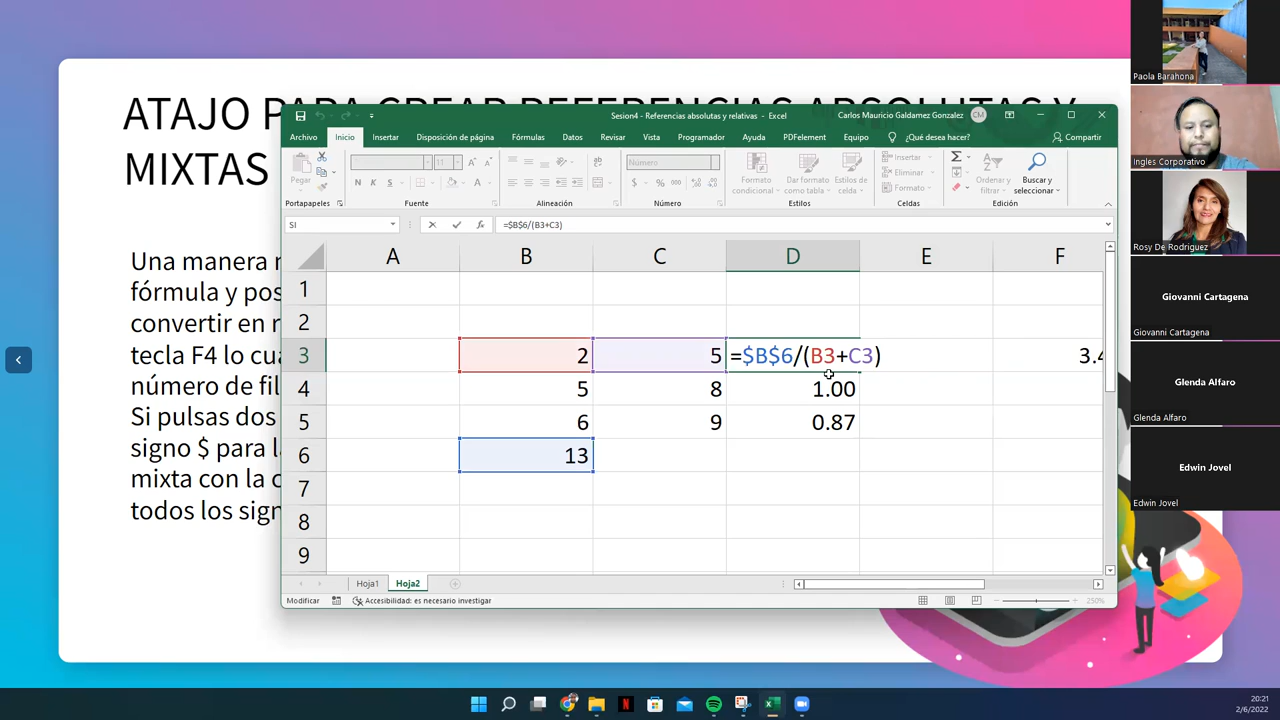 ATAJO P
MIXTAS
Una manera
fórmula y pos
convertir en r
tecla F4 lo cua
número de fil
Si pulsas dos
signo $ para l
mixta con la c
todos los sign
Sesion4 - Referencias absolutas y relativas - Excel
Carlos Mauricio Galdamez Gonzalez
CM
Archivo Inicio Insertar Disposición de página Fórmulas Datos Revisar Vista Programador Ayuda PDFelement Equipo ¿Qué desea hacer? Compartir
Pegar
11
N K S
Número
$ % 000
Formato condicional
Dar formato como tabla
Estilos de celda
Insertar
Eliminar
Formato
Ordenar y filtrar
Buscar y seleccionar
Portapapeles Fuente Alineación Número Estilos Celdas Edición
SI
=$B$6/(B3+C3)
A B C D E F
1
2
3 2 5 =$B$6/(B3+C3) 3.4
4 5 8 1.00
5 6 9 0.87
6 13
7
8
9
Hoja1 Hoja2
Modificar Accesibilidad: es necesario investigar 250%
Paola Barahona
Ingles Corporativo
Rosy De Rodriguez
Giovanni Cartagena
Giovanni Cartagena
Glenda Alfaro
Glenda Alfaro
Edwin Jovel
Edwin Jovel
20:21
2/6/2022